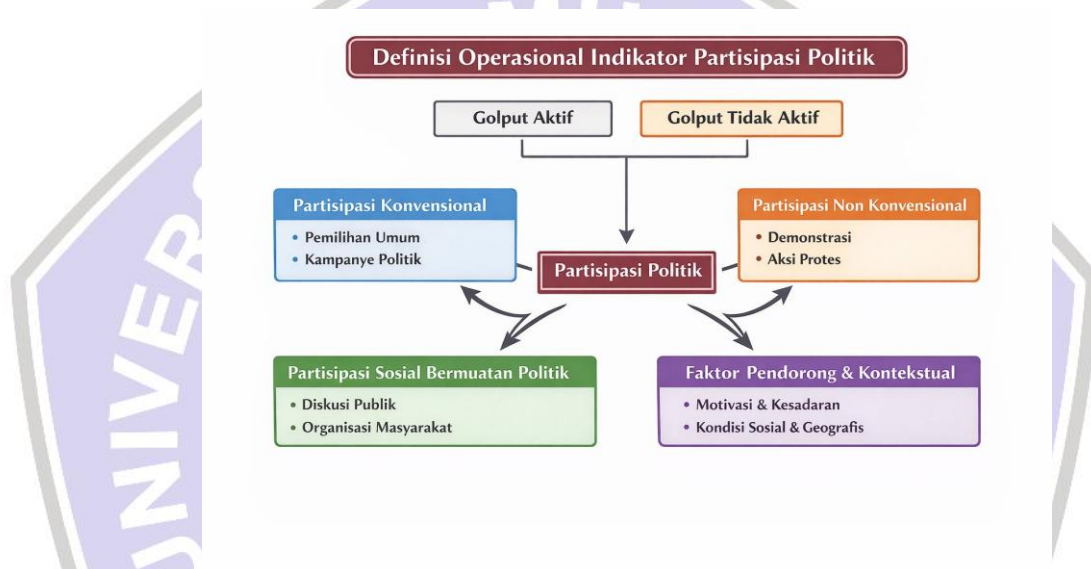 Definisi Operasional Indikator Partisipasi Politik
Golput Aktif
Golput Tidak Aktif
Partisipasi Konvensional
• Pemilihan Umum
• Kampanye Politik
Partisipasi Non Konvensional
• Demonstrasi
• Aksi Protes
Partisipasi Politik
Partisipasi Sosial Bermuatan Politik
• Diskusi Publik
• Organisasi Masyarakat
Faktor Pendorong & Kontekstual
• Motivasi & Kesadaran
• Kondisi Sosial & Geografis